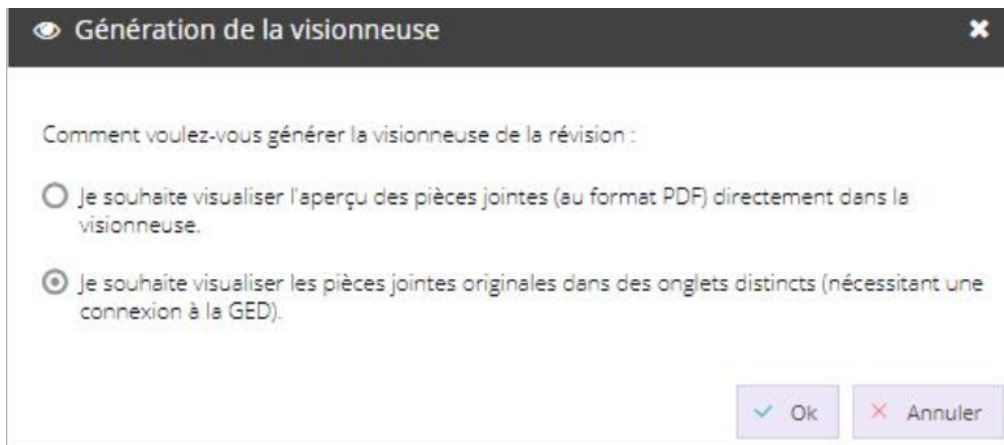 Génération de la visionneuse
Comment voulez-vous générer la visionneuse de la révision :
Je souhaite visualiser l'aperçu des pièces jointes (au format PDF) directement dans la
visionneuse.
Je souhaite visualiser les pièces jointes originales dans des onglets distincts (nécessitant une
connexion à la GED).
Ok
Annuler